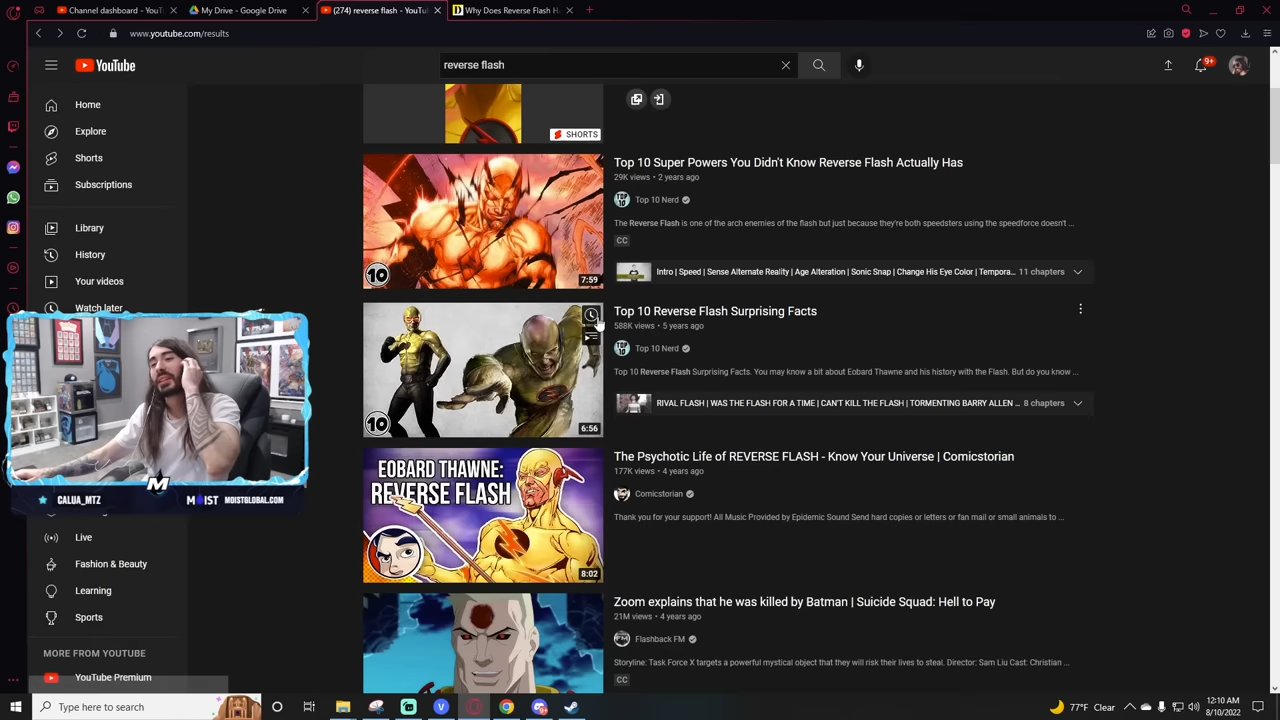 Channel dashboard - YouTu
My Drive - Google Drive
(274) reverse flash - YouTub
Why Does Reverse Flash H
www.youtube.com/results
YouTube
reverse flash
9+
Home
Explore
Shorts
Subscriptions
Library
History
Your videos
Watch later
SHORTS
Top 10 Super Powers You Didn't Know Reverse Flash Actually Has
29K views • 2 years ago
Top 10 Nerd
The Reverse Flash is one of the arch enemies of the flash but just because they're both speedsters using the speedforce doesn't ...
CC
10
7:59
Intro | Speed | Sense Alternate Reality | Age Alteration | Sonic Snap | Change His Eye Color | Tempora... 11 chapters
Top 10 Reverse Flash Surprising Facts
588K views • 5 years ago
Top 10 Nerd
Top 10 Reverse Flash Surprising Facts. You may know a bit about Eobard Thawne and his history with the Flash. But do you know ...
RIVAL FLASH | WAS THE FLASH FOR A TIME | CAN'T KILL THE FLASH | TORMENTING BARRY ALLEN ... 8 chapters
10
6:56
EOBARD THAWNE:
REVERSE FLASH
8:02
The Psychotic Life of REVERSE FLASH - Know Your Universe | Comicstorian
177K views • 4 years ago
Comicstorian
Thank you for your support! All Music Provided by Epidemic Sound Send hard copies or letters or fan mail or small animals to ...
CALUA_MTZ
M
MOIST
MOISTGLOBAL.COM
Live
Fashion & Beauty
Learning
Sports
MORE FROM YOUTUBE
YouTube Premium
Zoom explains that he was killed by Batman | Suicide Squad: Hell to Pay
21M views • 4 years ago
FM
Flashback FM
Storyline: Task Force X targets a powerful mystical object that they will risk their lives to steal. Director: Sam Liu Cast: Christian ...
CC
Type here to search
77°F Clear
12:10 AM
8/10/2022